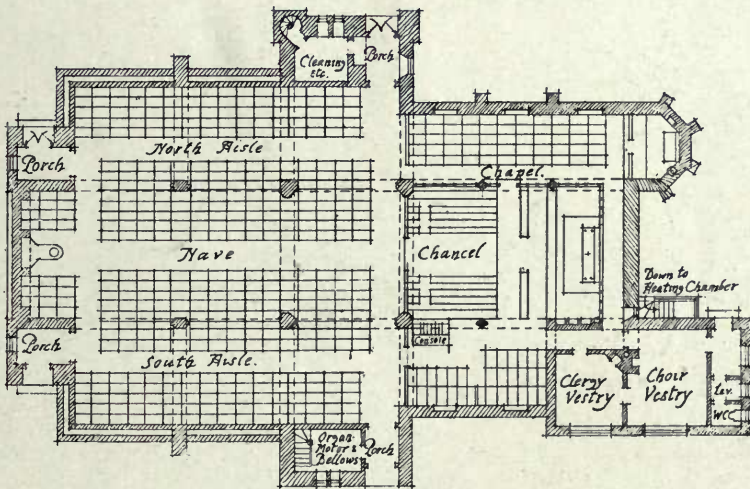 Cleaning
etc.
Porch
North Aisle
Porch
Chapel.
Nave
Chancel
Down to
Heating Chamber
Porch
South Aisle.
Console
Clergy
Vestry
Choir
Vestry
Lav.
WCC
Organ
Motor &
Bellows
Porch